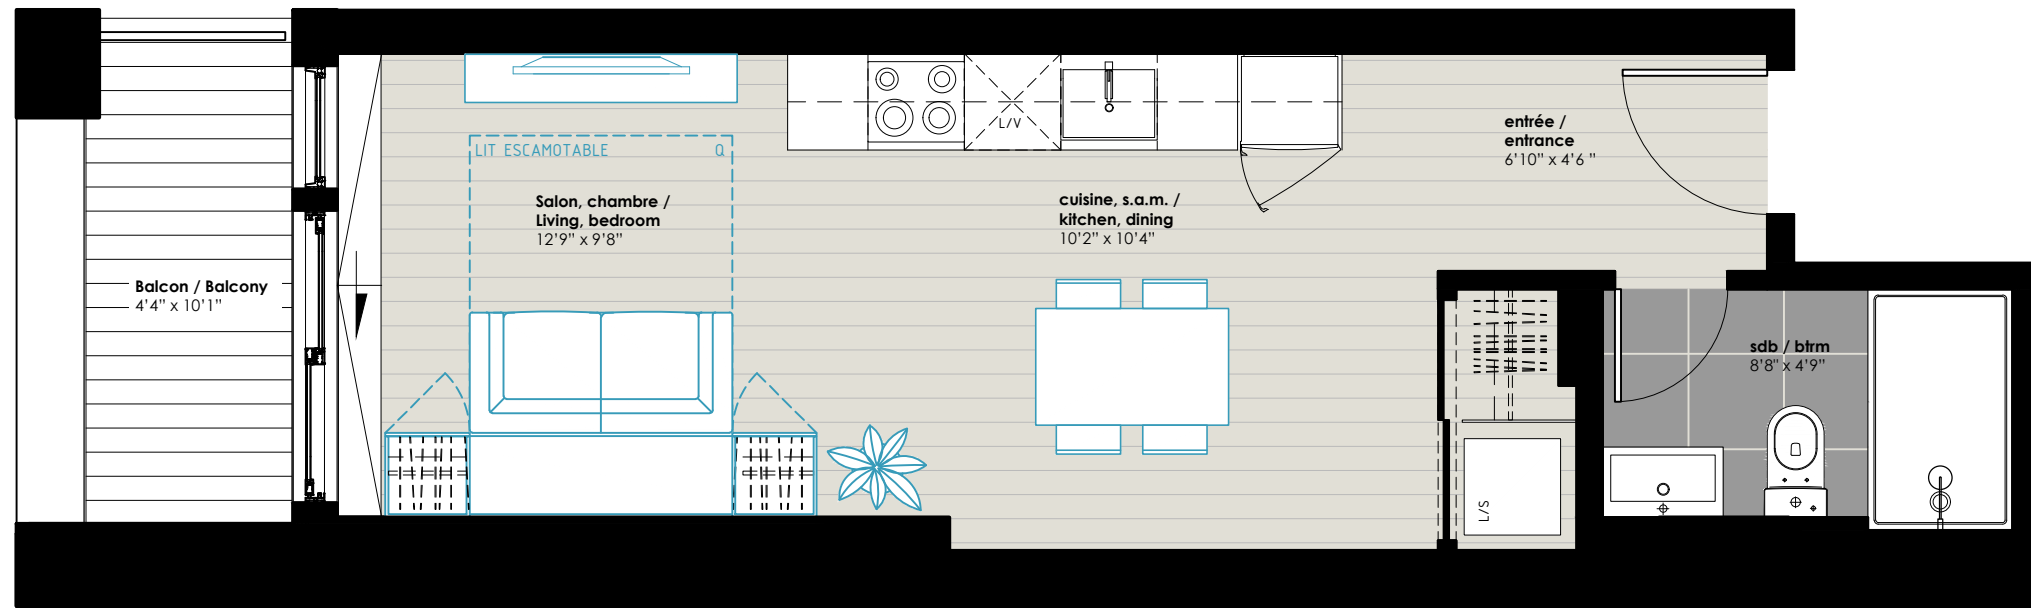 Balcon / Balcony
4'4" x 10'1"
LIT ESCAMOTABLE Q
Salon, chambre /
Living, bedroom
12'9" x 9'8"
L/V
cuisine, s.a.m. /
kitchen, dining
10'2" x 10'4"
entrée /
entrance
6'10" x 4'6 "
L/S
sdb / btrm
8'8" x 4'9"